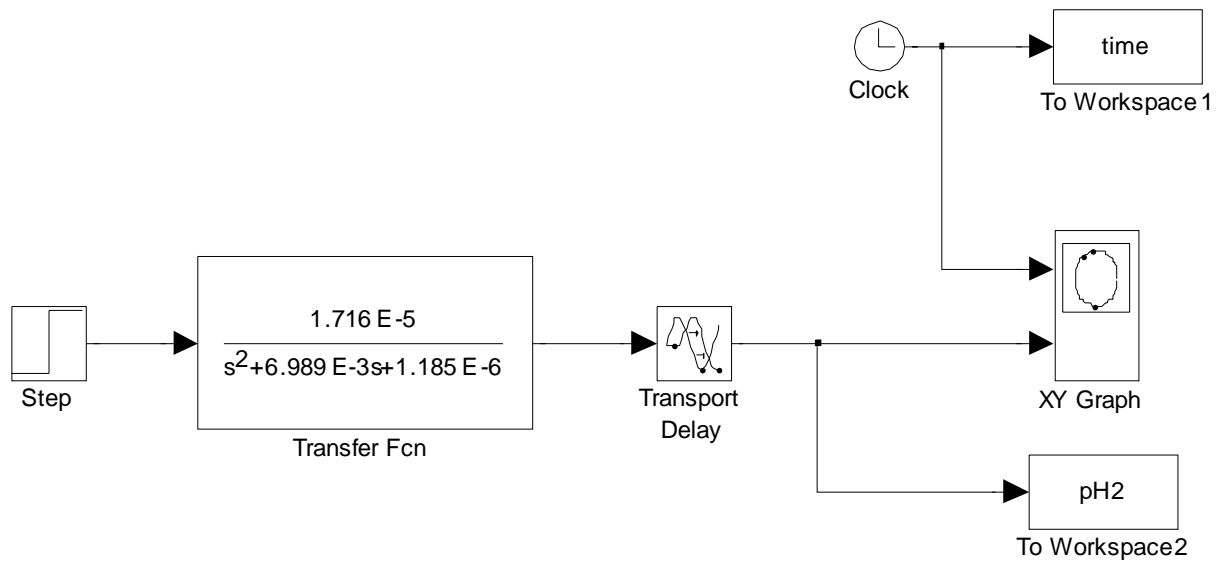 time
Clock
To Workspace1
1.716 E-5
s2+6.989 E-3s+1.185 E-6
Step
Transfer Fcn
Transport
Delay
XY Graph
pH2
To Workspace2